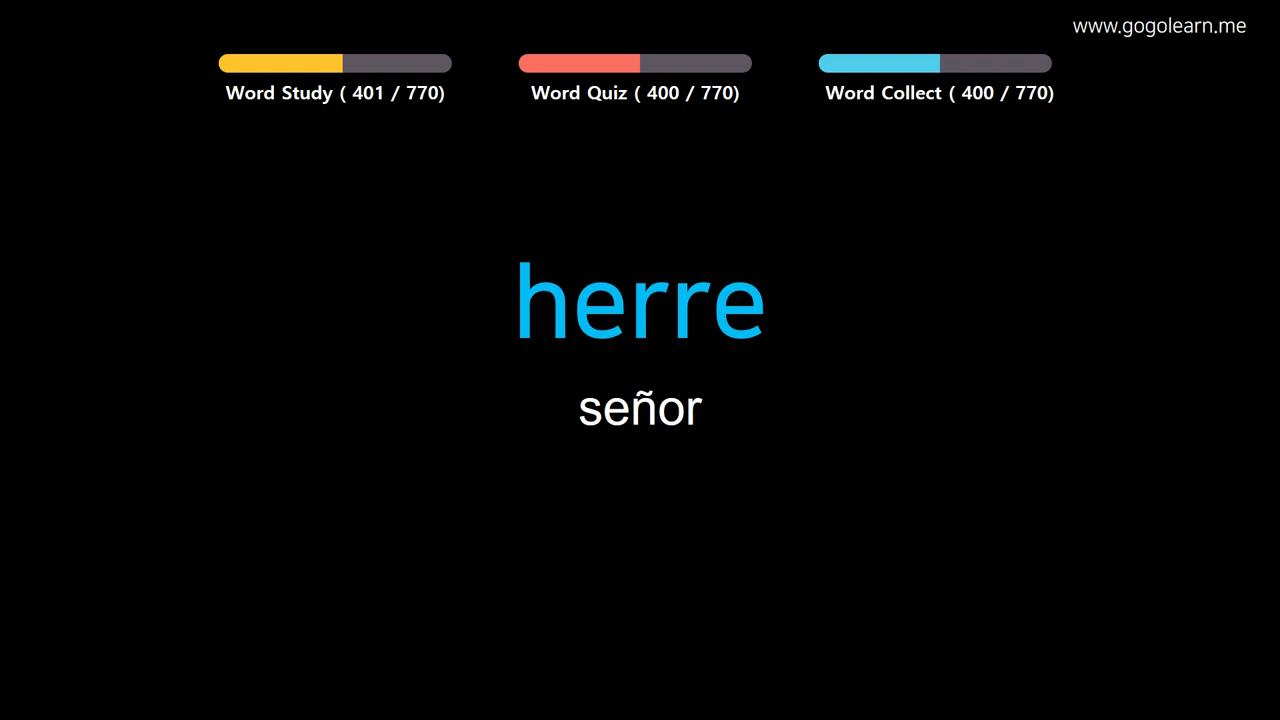 www.gogolearn.me
Word Study ( 401 / 770)
Word Quiz ( 400 / 770)
Word Collect ( 400 / 770)
herre
señor